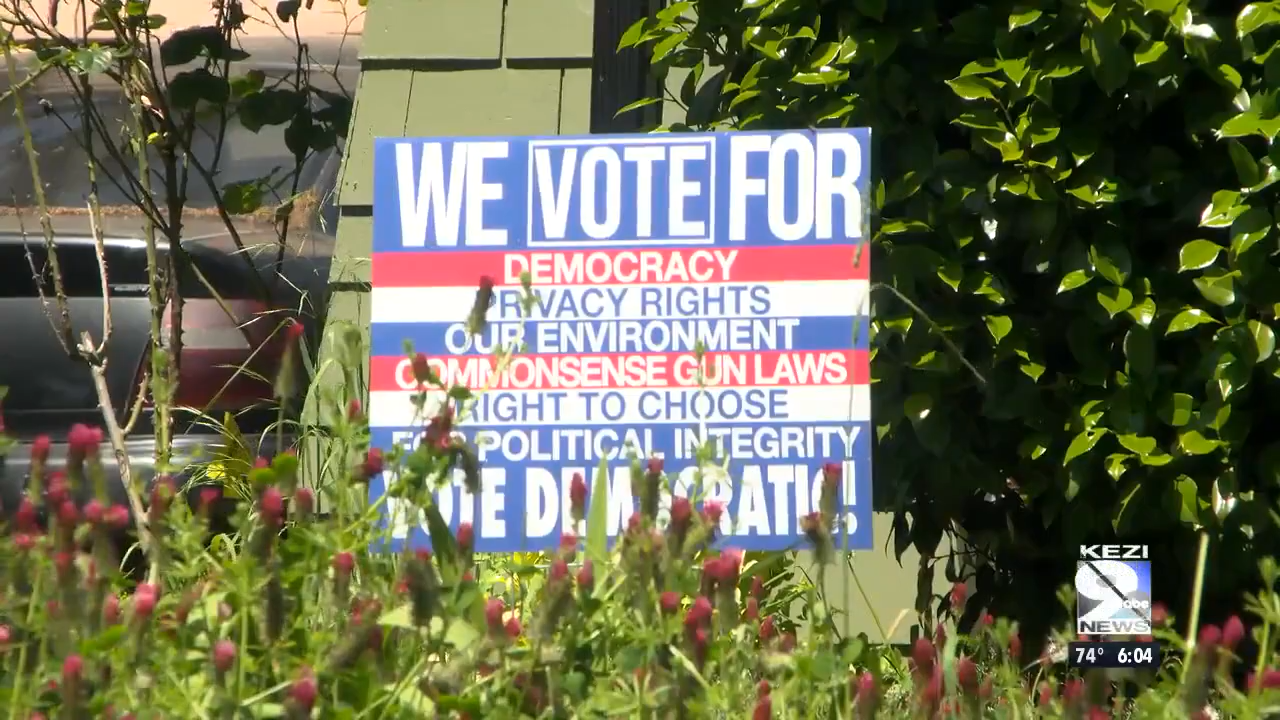 WE VOTE FOR
DEMOCRACY
PRIVACY RIGHTS
OUR ENVIRONMENT
COMMONSENSE GUN LAWS
RIGHT TO CHOOSE
FOR POLITICAL INTEGRITY
VOTE DEMOCRATIC!
KEZI
9
abc
NEWS
74° 6:04